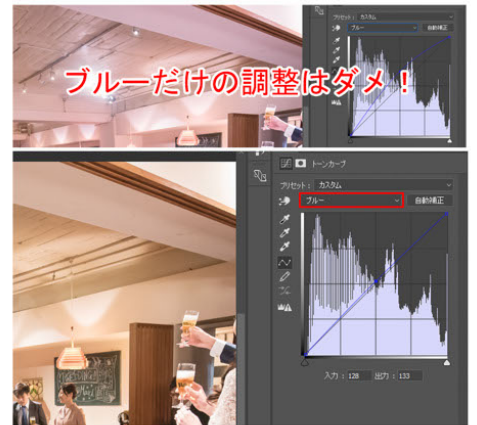 プリセット： カスタム
ブルー
自動補正
ブルーだけの調整はダメ！
トーンカーブ
プリセット： カスタム
ブルー
自動補正
入力： 128 出力： 133